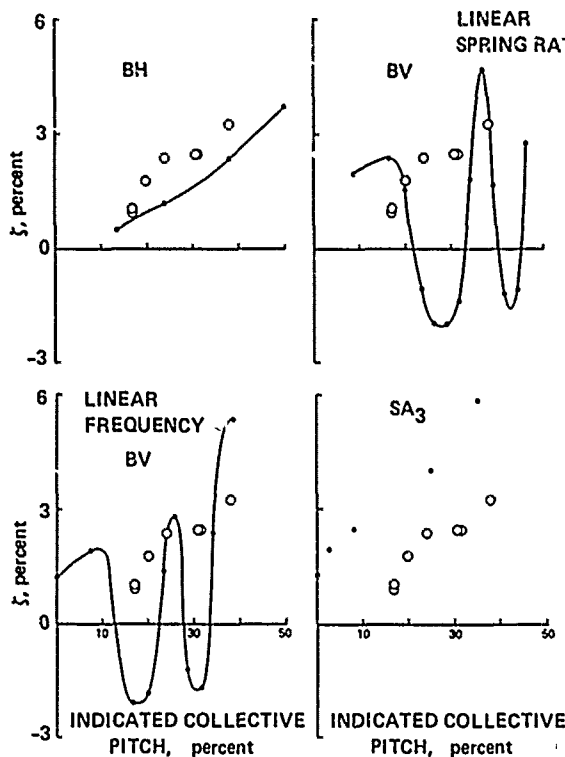 6
BH
3
ζ, percent
0
-3
LINEAR
SPRING RAT
BV
6
LINEAR
FREQUENCY
BV
3
ζ, percent
0
10
30
50
-3
INDICATED COLLECTIVE
PITCH, percent
SA3
10
30
50
INDICATED COLLECTIVE
PITCH, percent